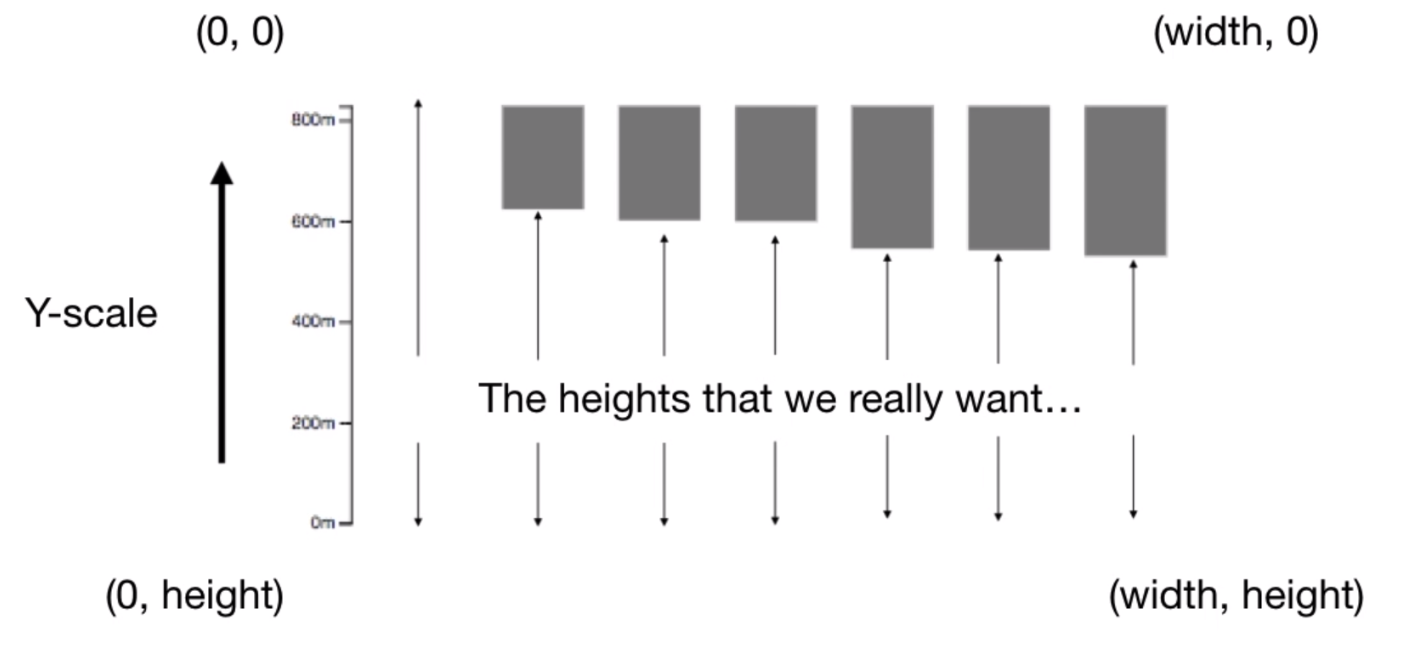 (0, 0)
(width, 0)
800m
600m
Y-scale
400m
The heights that we really want...
200m
0m
(0, height)
(width, height)